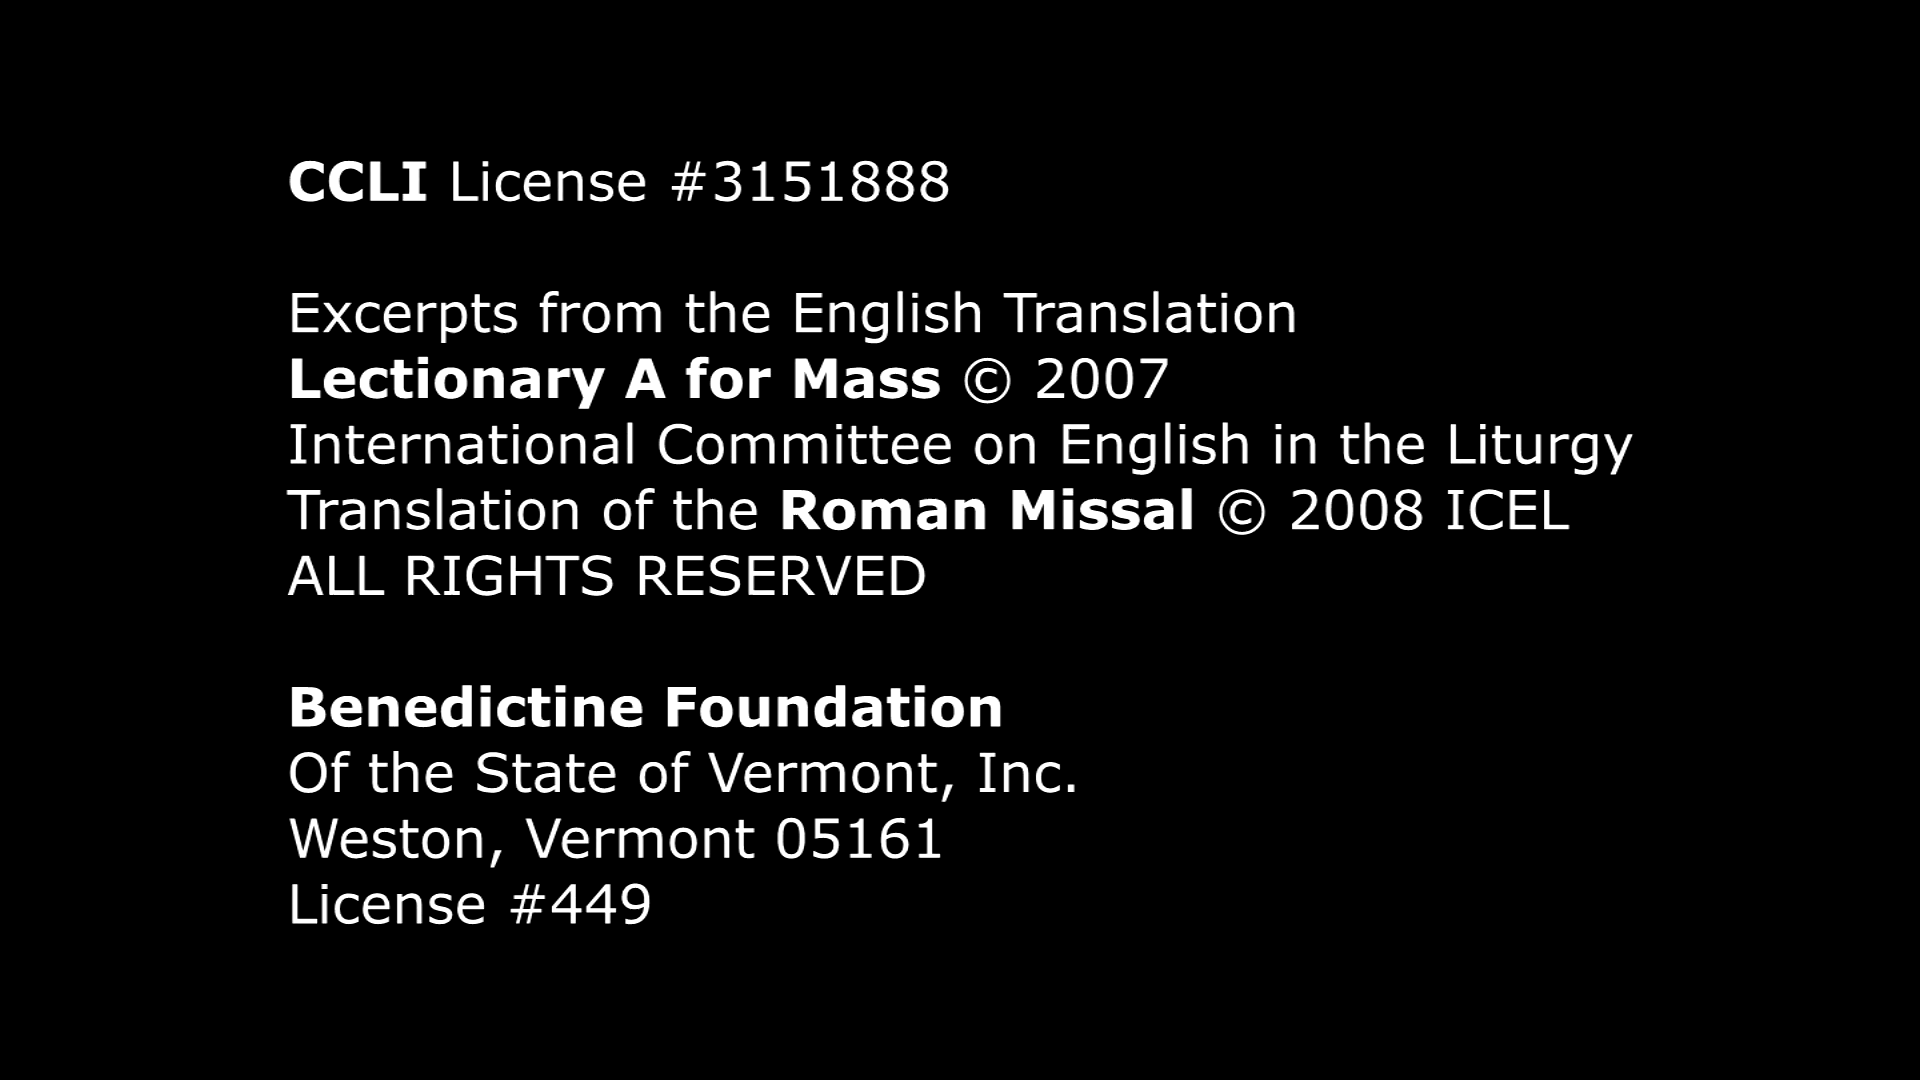 CCLI License #3151888
Excerpts from the English Translation
Lectionary A for Mass © 2007
International Committee on English in the Liturgy
Translation of the Roman Missal © 2008 ICEL
ALL RIGHTS RESERVED
Benedictine Foundation
Of the State of Vermont, Inc.
Weston, Vermont 05161
License #449